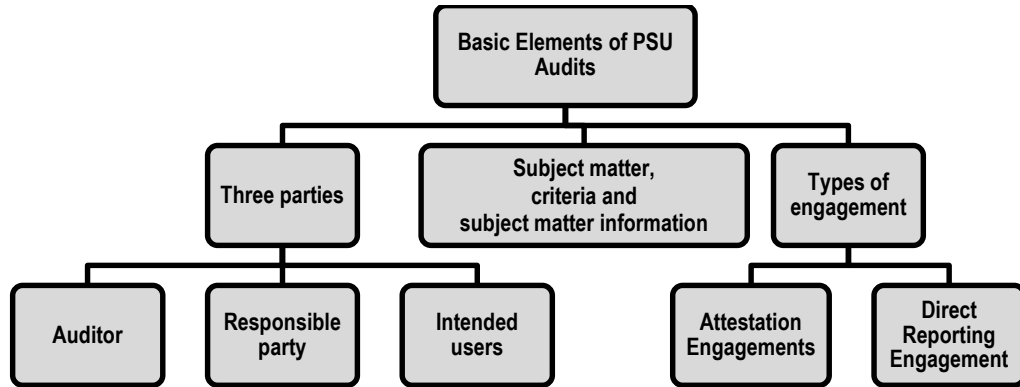 Basic Elements of PSU
Audits
Three parties
Subject matter,
criteria and
subject matter information
Types of
engagement
Auditor
Responsible
party
Intended
users
Attestation
Engagements
Direct
Reporting
Engagement